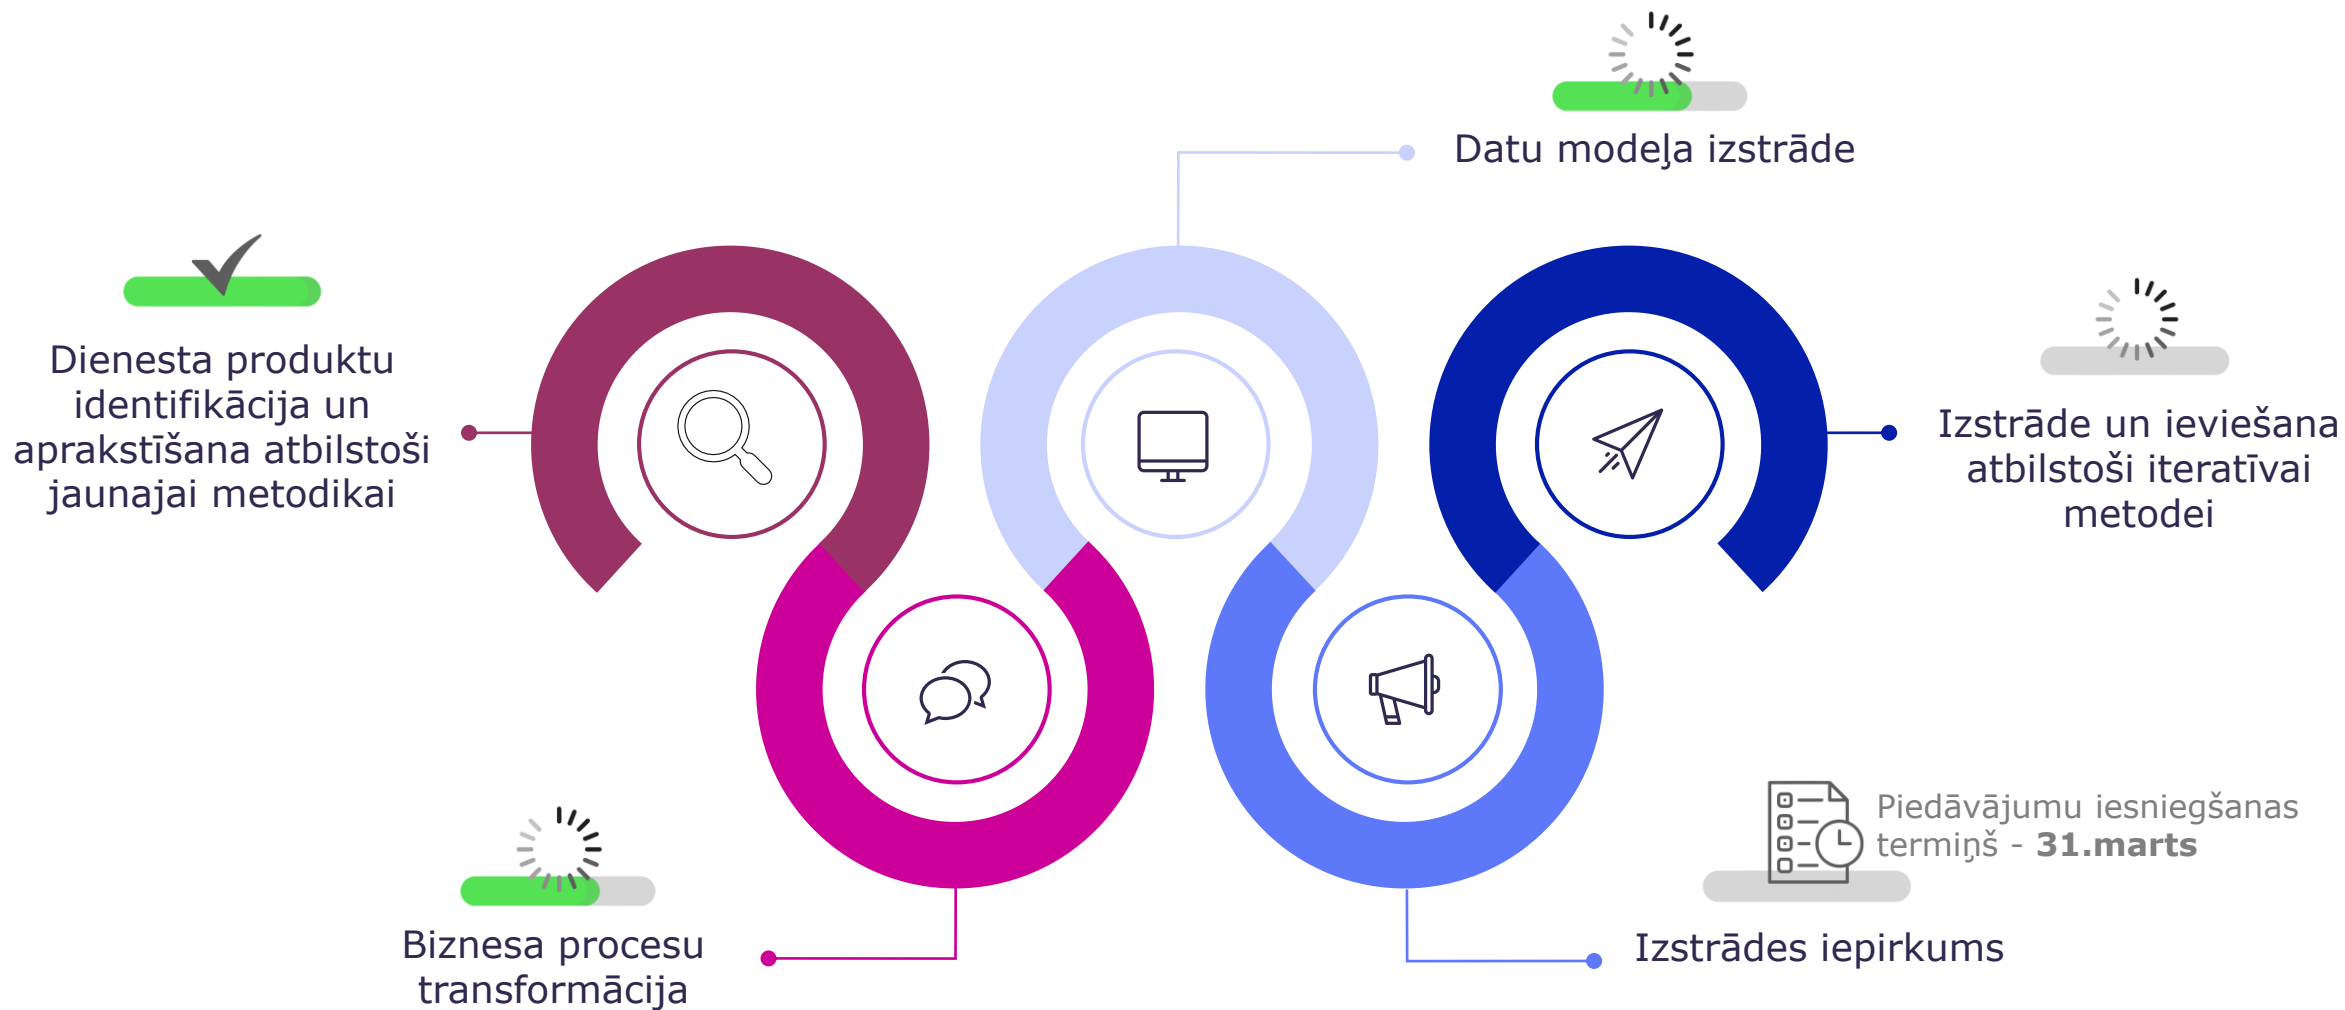 Datu modeļa izstrāde
Dienesta produktu
identifikācija un
aprakstīšana atbilstoši
jaunajai metodikai
Izstrāde un ieviešana
atbilstoši iteratīvai
metodei
Piedāvājumu iesniegšanas
termiņš - 31.marts
Biznesa procesu
transformācija
Izstrādes iepirkums